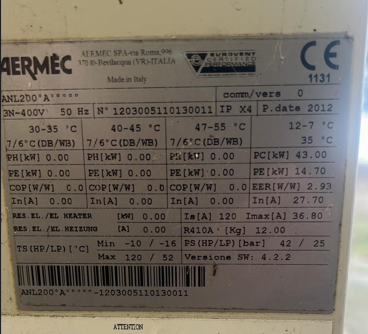 AERMEC
AERMEC SPA-via Roma,996
37040-Bevilacqua (VR)-ITALIA
Made in Italy
EUROVENT
CERTIFIED
PERFORMANCE
CE
1131
ANL200°A°°°°° comm/vers 0
3N-400V 50 Hz N° 1203005110130011 IP X4 P.date 2012
30-35 °C 40-45 °C 47-55 °C 12-7 °C
7/6°C(DB/WB) 7/6°C(DB/WB) 7/6°C(DB/WB) 35 °C
PH[kW] 0.00 PH[kW] 0.00 PH[kW] 0.00 PC[kW] 43.00
PE[kW] 0.00 PE[kW] 0.00 PE[kW] 0.00 PE[kW] 14.70
COP[W/W] 0.0 COP[W/W] 0.0 COP[W/W] 0.0 EER[W/W] 2.93
In[A] 0.00 In[A] 0.00 In[A] 0.00 In[A] 27.70
RES.EL./EL HEATER [kW] 0.00 Is[A] 120 Imax[A] 36.80
RES.EL./EL HEIZUNG [A] 0.00 R410A [Kg] 12.00
TS(HP/LP)[°C] Min -10 / -16 PS(HP/LP)[bar] 42 / 25
Max 120 / 52 Versione SW: 4.2.2
ANL200°A°°°°°-1203005110130011
ATTENTION